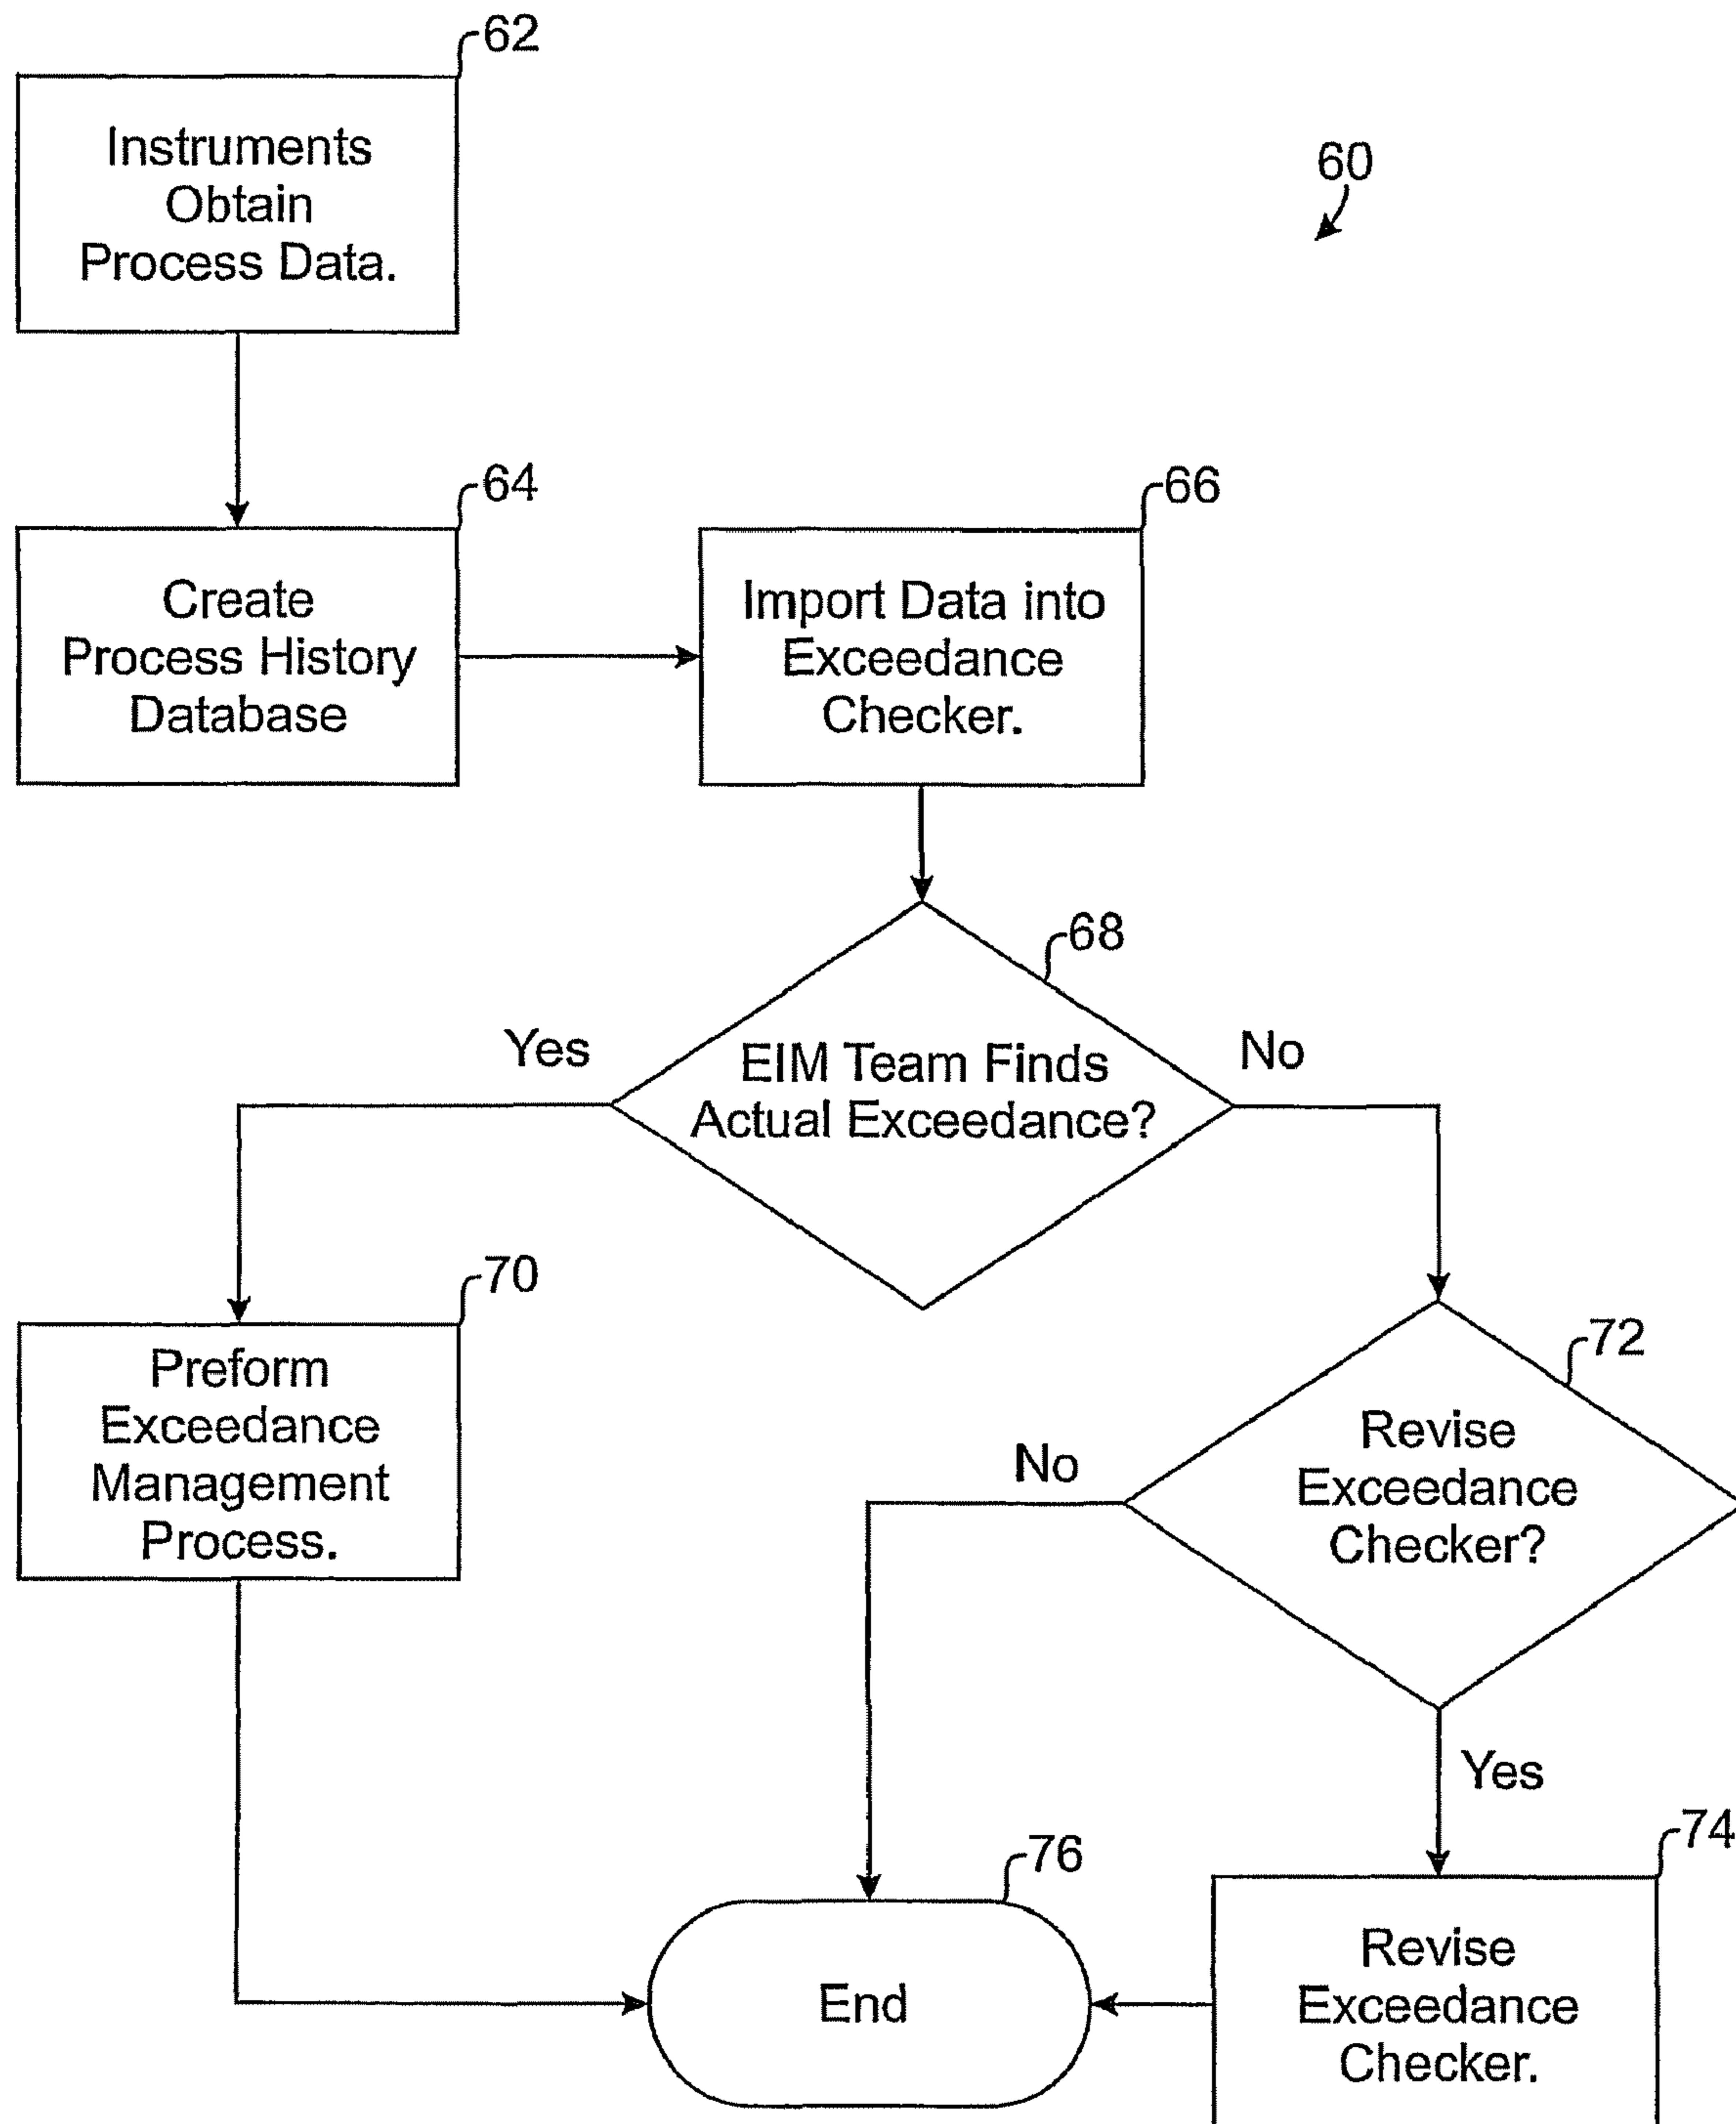 62
Instruments
Obtain
Process Data.
60
64
Create
Process History
Database
66
Import Data into
Exceedance
Checker.
68
EIM Team Finds
Actual Exceedance?
Yes
No
70
Preform
Exceedance
Management
Process.
72
Revise
Exceedance
Checker?
No
Yes
74
Revise
Exceedance
Checker.
76
End